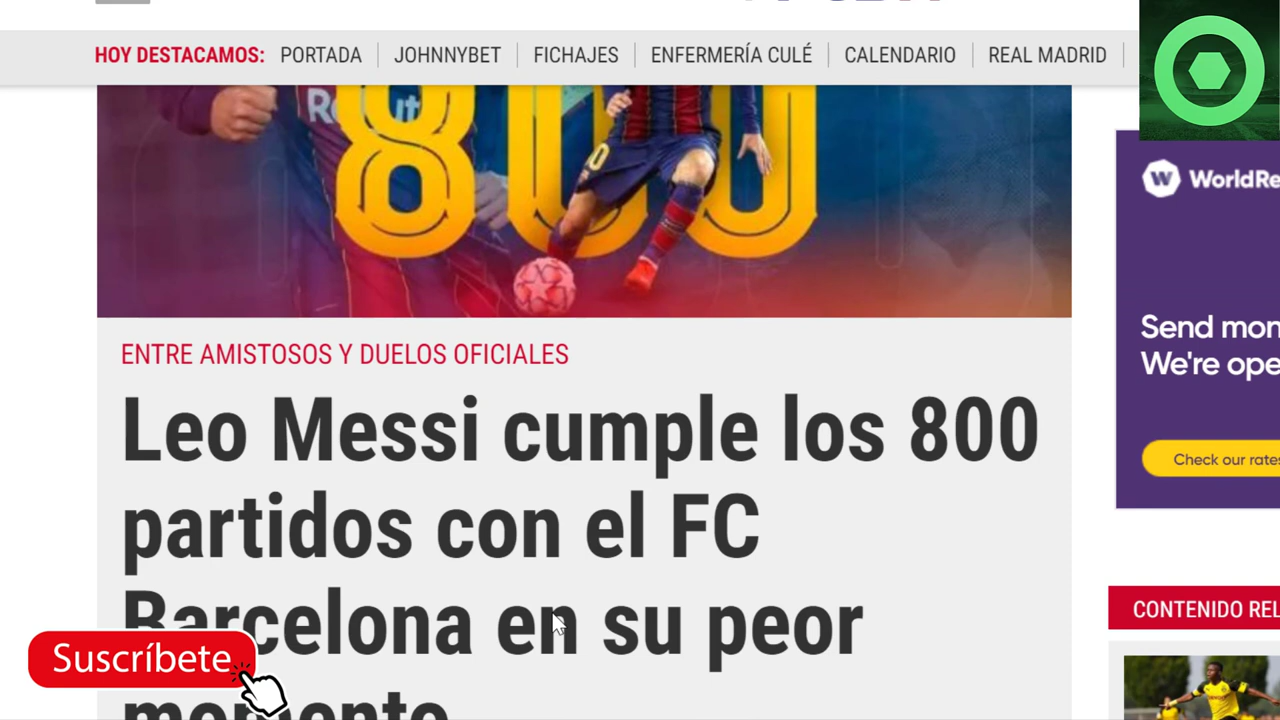 HOY DESTACAMOS: PORTADA JOHNNYBET FICHAJES ENFERMERÍA CULÉ CALENDARIO REAL MADRID
800
WorldRe
Send mon
We're ope
Check our rates
ENTRE AMISTOSOS Y DUELOS OFICIALES
Leo Messi cumple los 800
partidos con el FC
Barcelona en su peor
momento
CONTENIDO REL
Suscríbete